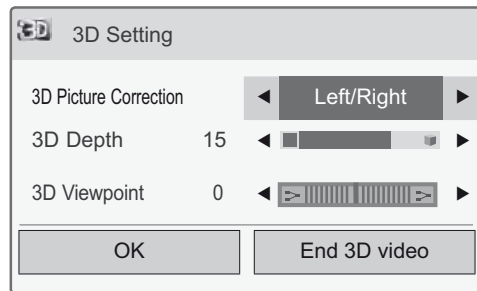 3D 3D Setting
3D Picture Correction Left/Right
3D Depth 15
3D Viewpoint 0
OK End 3D video